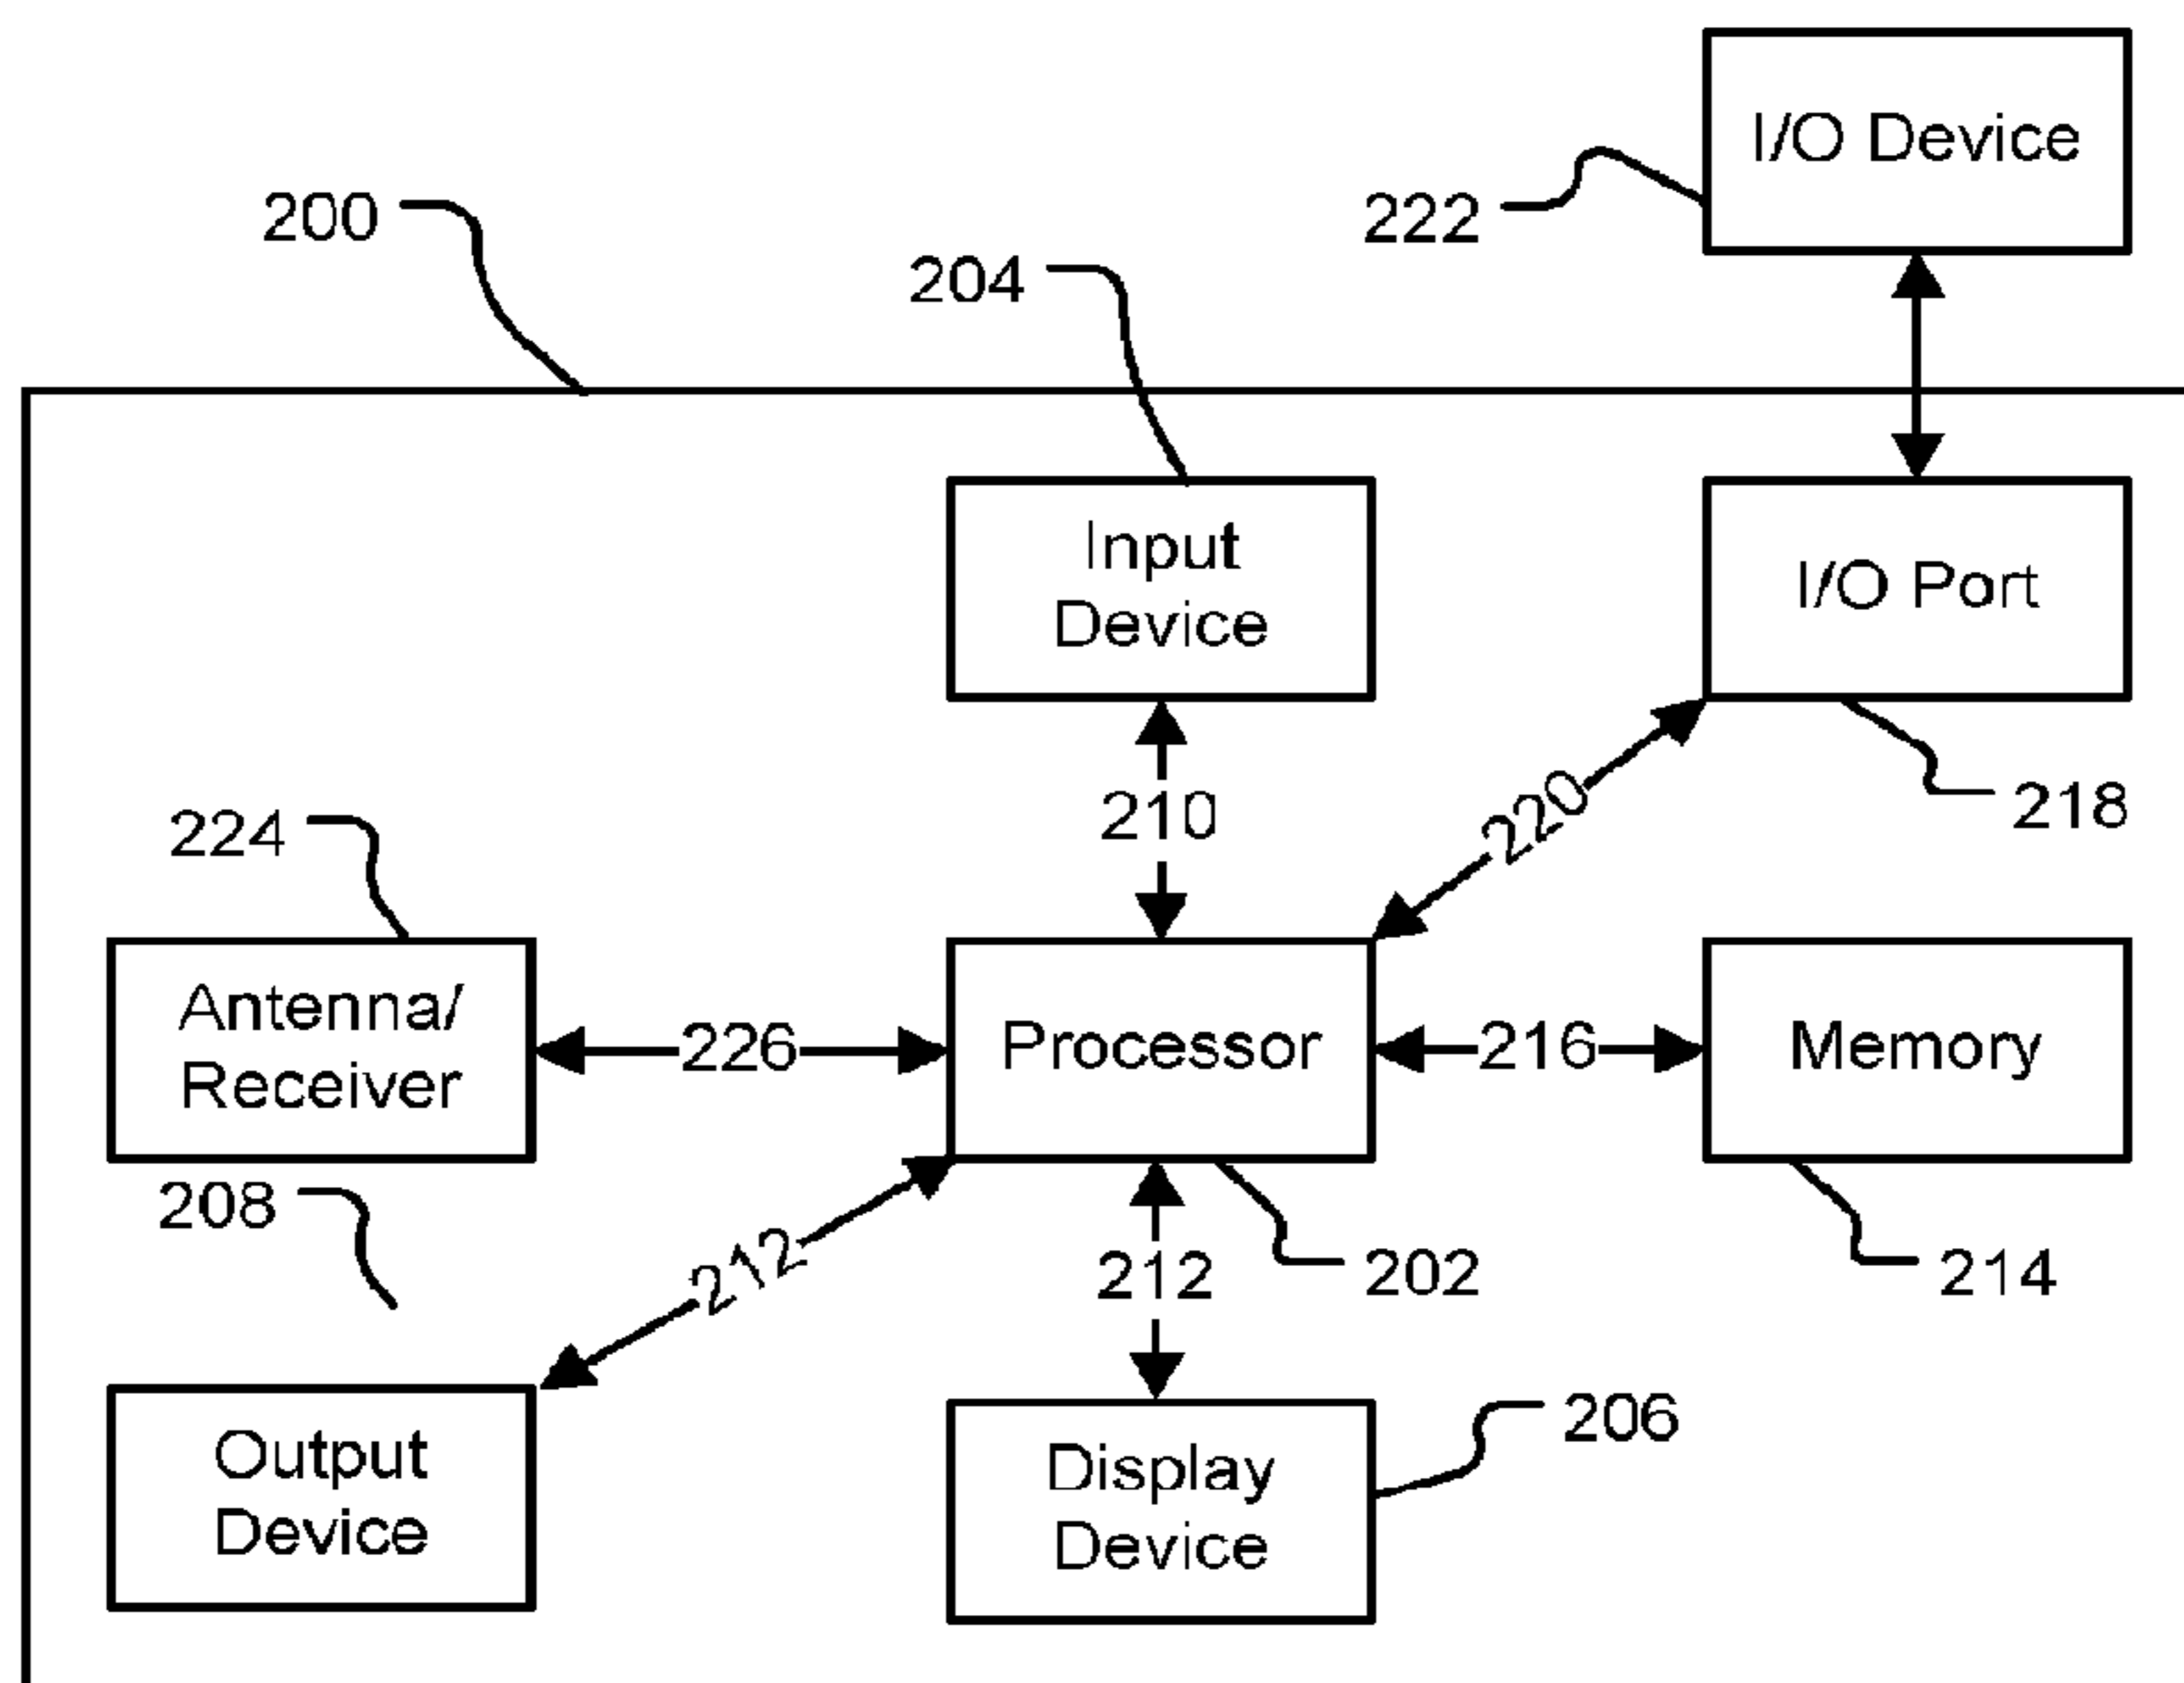 I/O Device
222
200
204
Input
Device
I/O Port
210
220
218
224
Antenna/
Receiver
226
Processor
216
Memory
208
212
212
202
214
206
Output
Device
Display
Device